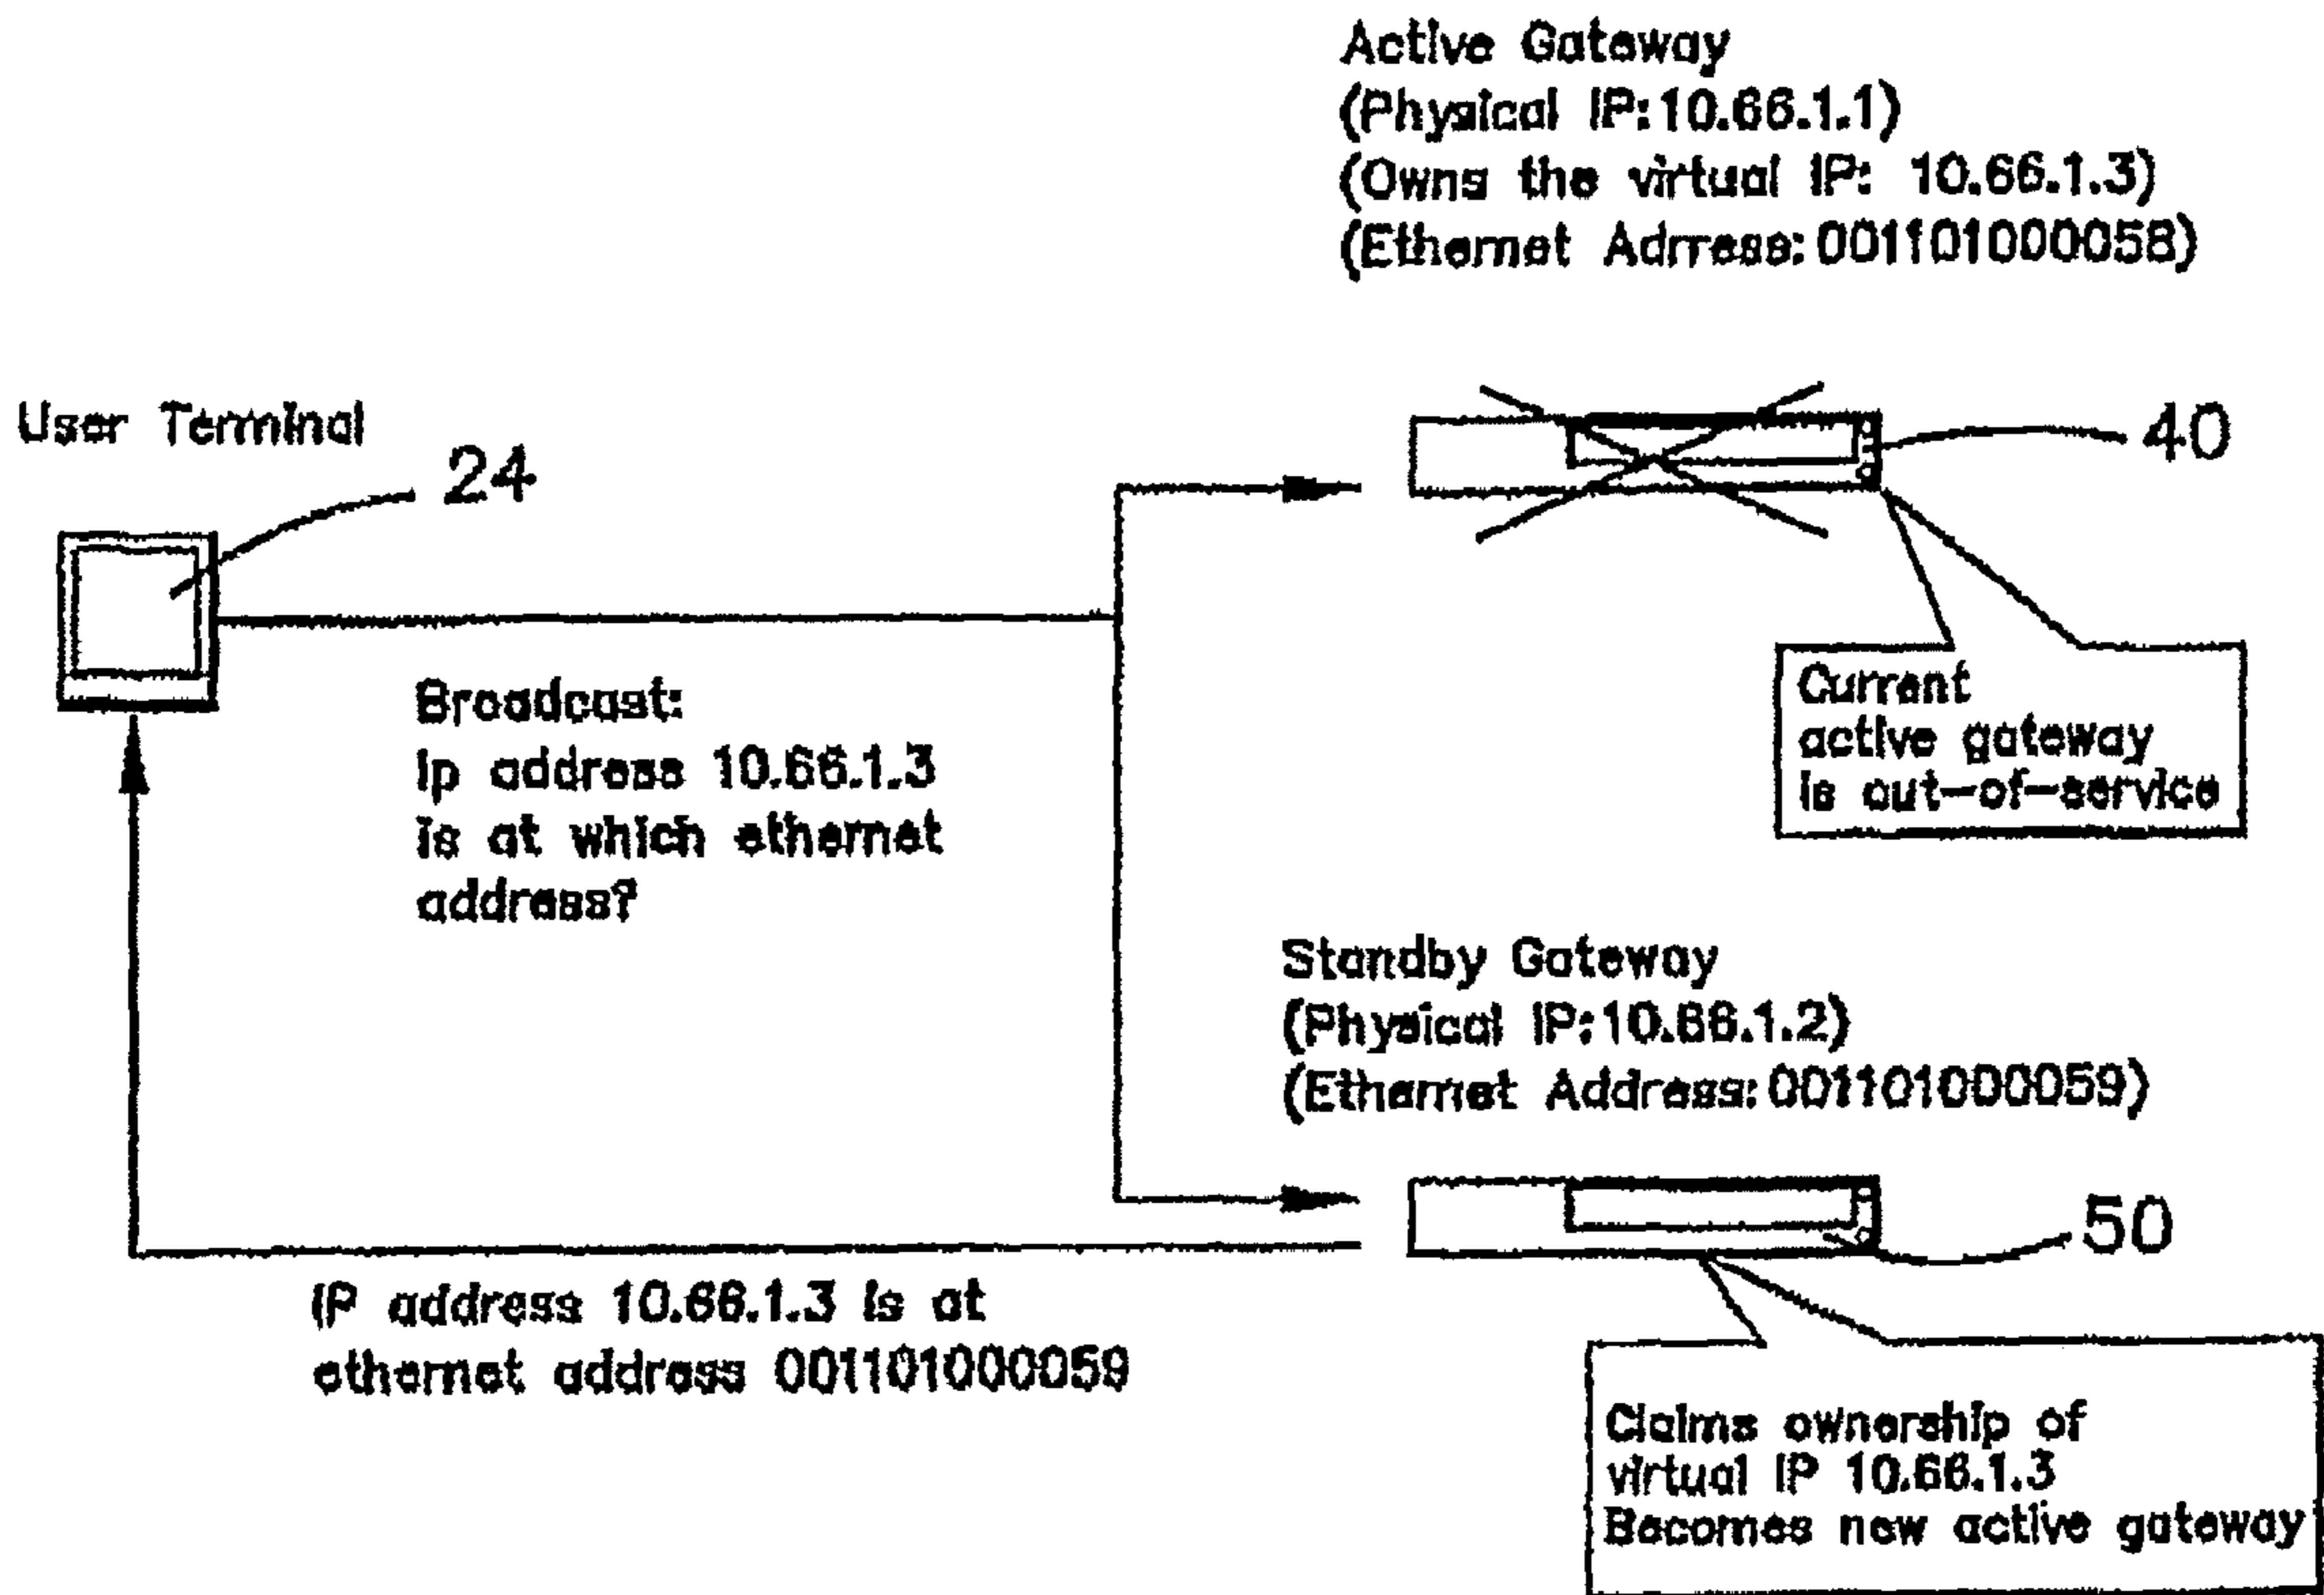 Active Gateway
(Physical IP:10.66.1.1)
(Owns the virtual IP: 10.66.1.3)
(Ethernet Adrress:001101000058)
User Terminal
24
40
Broadcast:
Ip address 10.66.1.3
is at which ethernet
address?
Current
active gateway
is out-of-service
Standby Gateway
(Physical IP:10.66.1.2)
(Ethernet Address:001101000059)
50
IP address 10.66.1.3 is at
ethernet address 001101000059
Claims ownership of
virtual IP 10.66.1.3
Becomes new active gateway